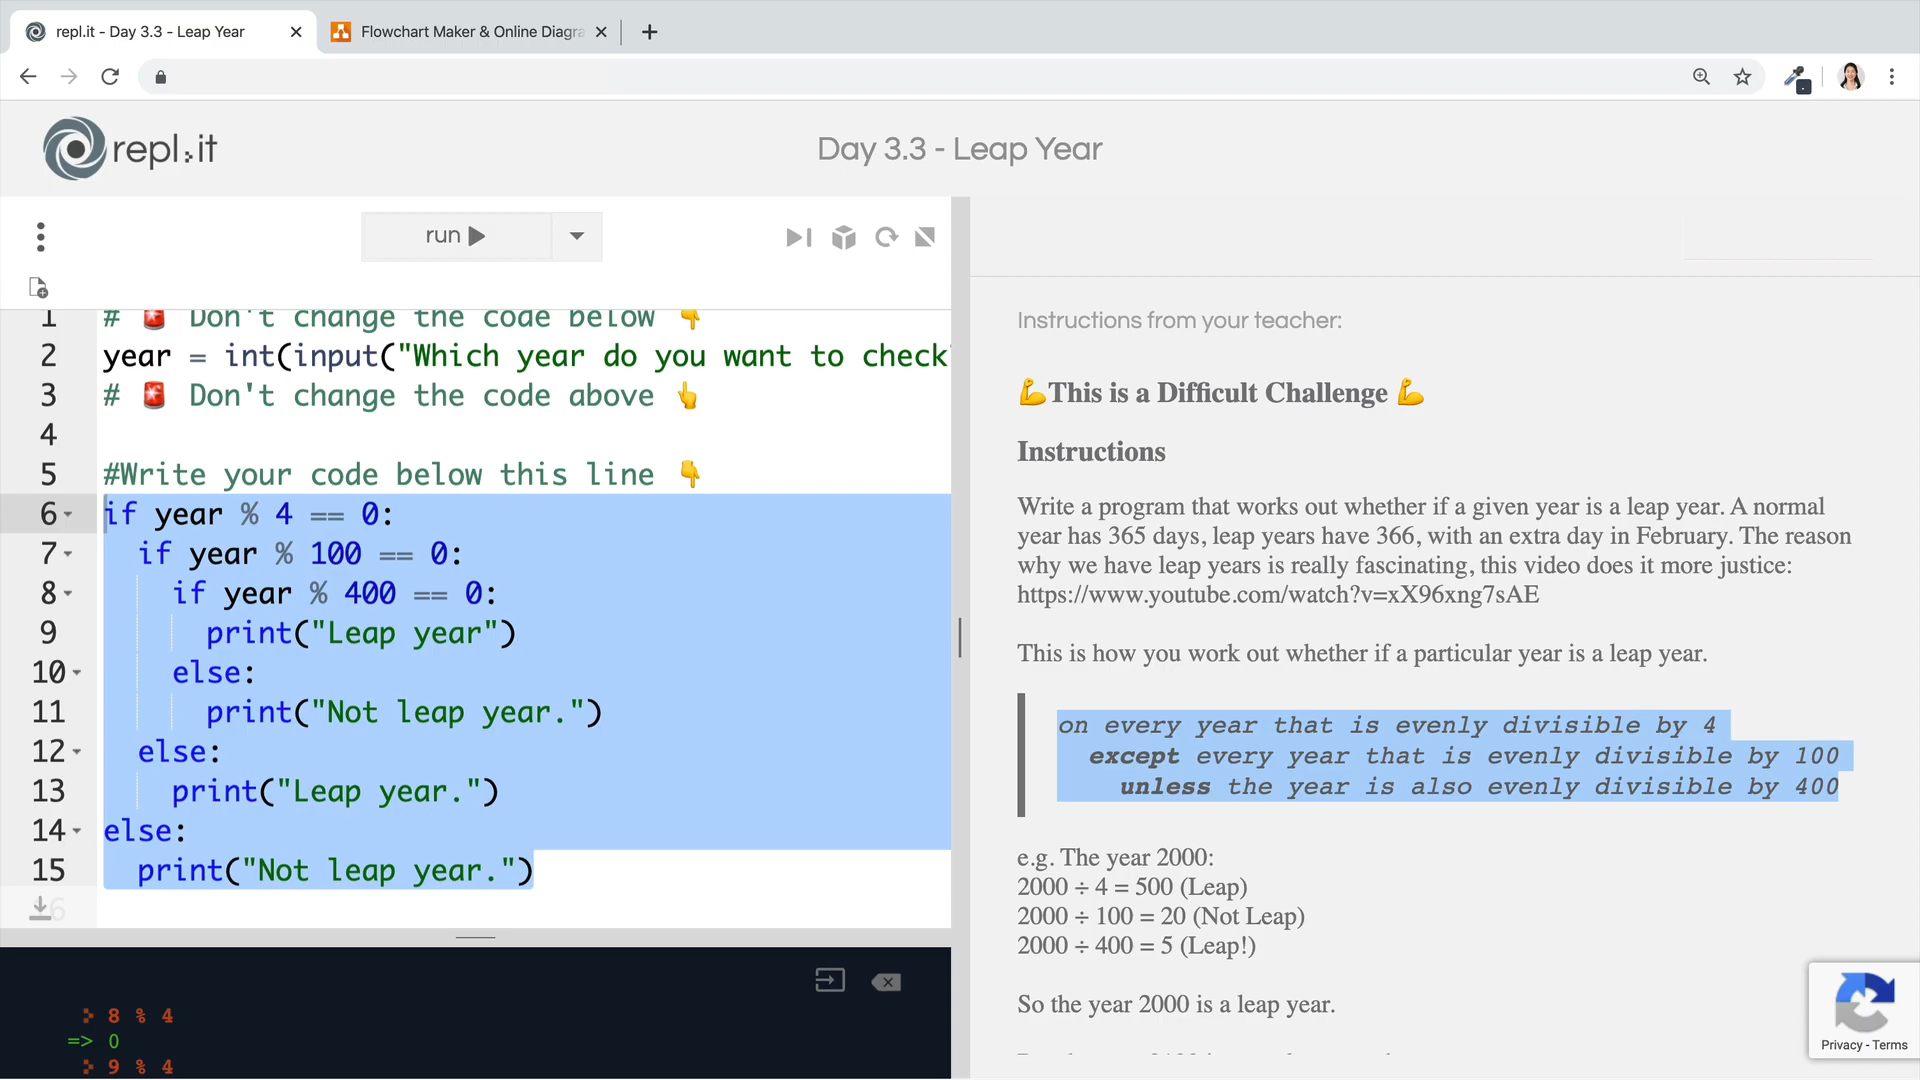 repl.it - Day 3.3 - Leap Year
Flowchart Maker & Online Diagra
repl.it
Day 3.3 - Leap Year
run
1 # 🚨 Don't change the code below 👇
2 year = int(input("Which year do you want to check
3 # 🚨 Don't change the code above 👆
4
5 #Write your code below this line 👇
6 if year % 4 == 0:
7   if year % 100 == 0:
8     if year % 400 == 0:
9       print("Leap year")
10     else:
11       print("Not leap year.")
12   else:
13     print("Leap year.")
14 else:
15   print("Not leap year.")
16
8 % 4
=> 0
9 % 4
Instructions from your teacher:
💪This is a Difficult Challenge 💪
Instructions
Write a program that works out whether if a given year is a leap year. A normal
year has 365 days, leap years have 366, with an extra day in February. The reason
why we have leap years is really fascinating, this video does it more justice:
https://www.youtube.com/watch?v=xX96xng7sAE
This is how you work out whether if a particular year is a leap year.
on every year that is evenly divisible by 4
except every year that is evenly divisible by 100
unless the year is also evenly divisible by 400
e.g. The year 2000:
2000 ÷ 4 = 500 (Leap)
2000 ÷ 100 = 20 (Not Leap)
2000 ÷ 400 = 5 (Leap!)
So the year 2000 is a leap year.
Privacy - Terms